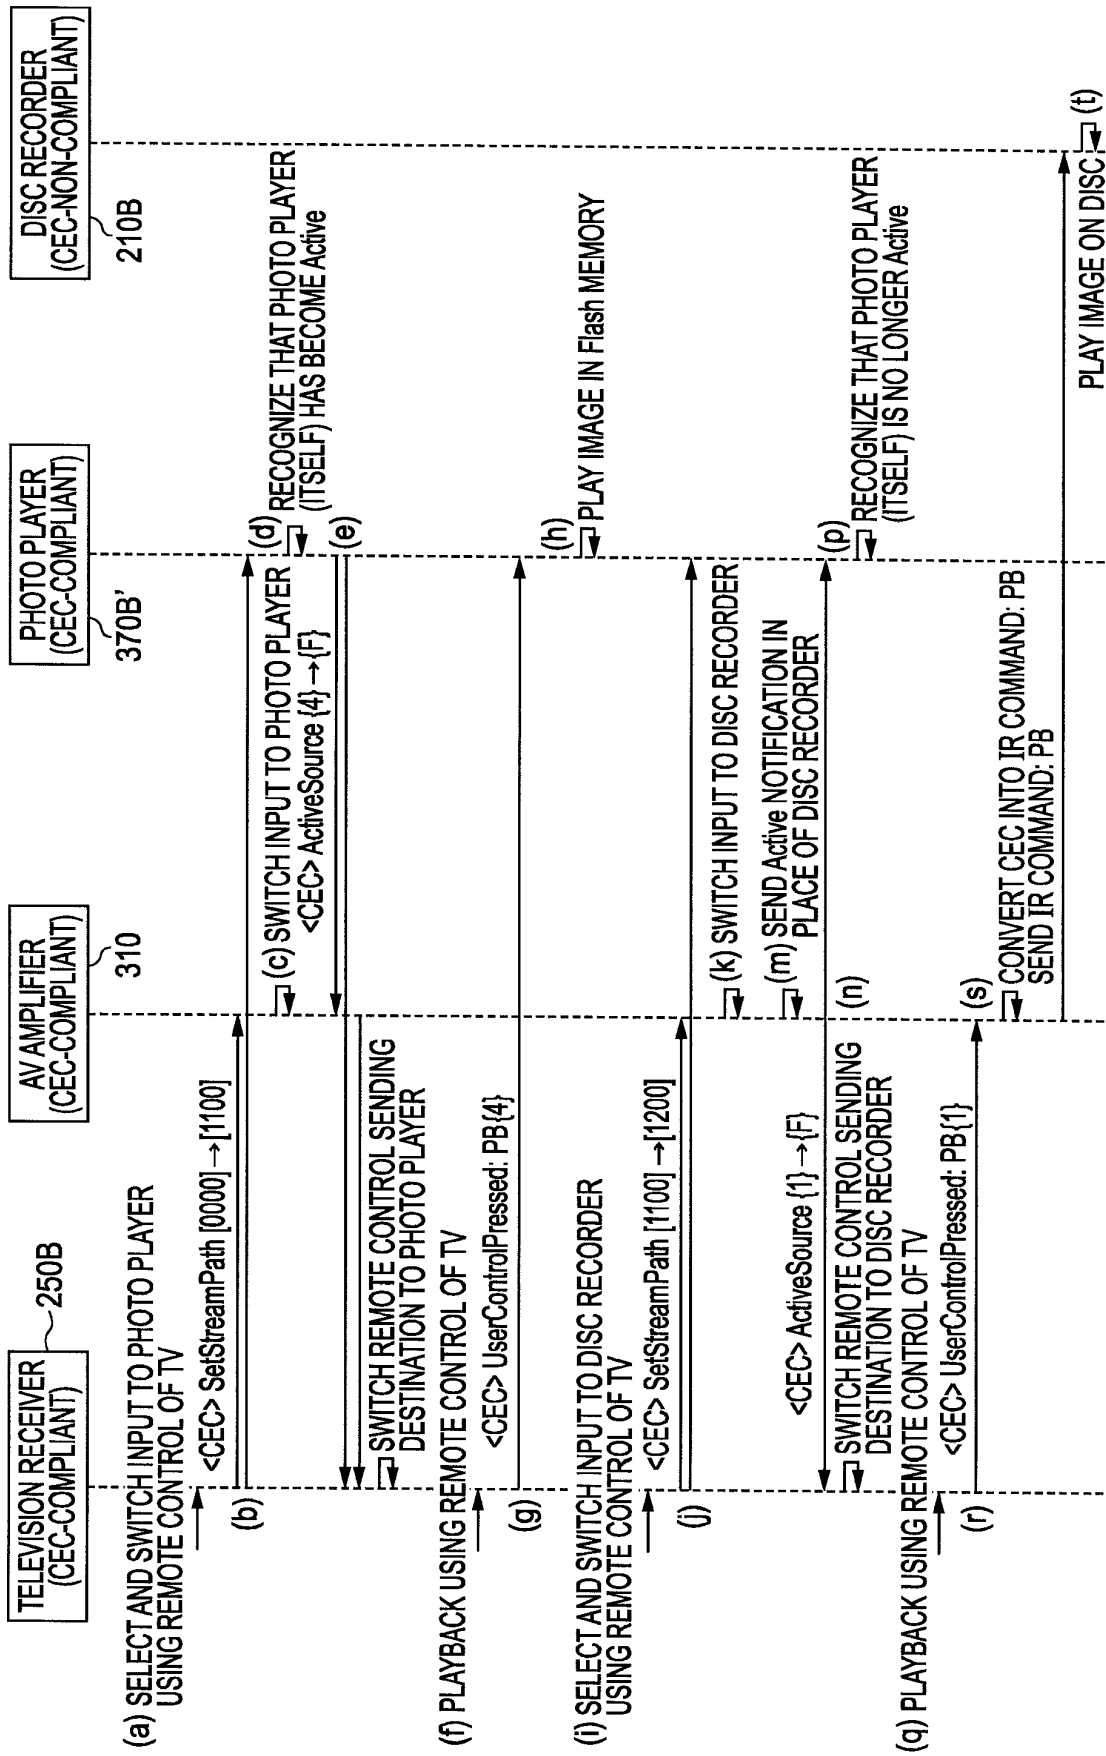 TELEVISION RECEIVER
(CEC-COMPLIANT)
250B
AV AMPLIFIER
(CEC-COMPLIANT)
310
PHOTO PLAYER
(CEC-COMPLIANT)
370B'
DISC RECORDER
(CEC-NON-COMPLIANT)
210B
(a) SELECT AND SWITCH INPUT TO PHOTO PLAYER
USING REMOTE CONTROL OF TV
<CEC> SetStreamPath [0000]→[1100]
(b)
(c) SWITCH INPUT TO PHOTO PLAYER
(d) RECOGNIZE THAT PHOTO PLAYER
(ITSELF) HAS BECOME Active
<CEC> ActiveSource {4}→{F}
(e)
SWITCH REMOTE CONTROL SENDING
DESTINATION TO PHOTO PLAYER
(f) PLAYBACK USING REMOTE CONTROL OF TV
<CEC> UserControlPressed: PB{4}
(g)
(h) PLAY IMAGE IN Flash MEMORY
(i) SELECT AND SWITCH INPUT TO DISC RECORDER
USING REMOTE CONTROL OF TV
<CEC> SetStreamPath [1100]→[1200]
(j)
(k) SWITCH INPUT TO DISC RECORDER
(m) SEND Active NOTIFICATION IN
PLACE OF DISC RECORDER
<CEC> ActiveSource {1}→{F}
(n)
(p) RECOGNIZE THAT PHOTO PLAYER
(ITSELF) IS NO LONGER Active
SWITCH REMOTE CONTROL SENDING
DESTINATION TO DISC RECORDER
(q) PLAYBACK USING REMOTE CONTROL OF TV
<CEC> UserControlPressed: PB{1}
(r)
(s) CONVERT CEC INTO IR COMMAND: PB
SEND IR COMMAND: PB
PLAY IMAGE ON DISC (t)